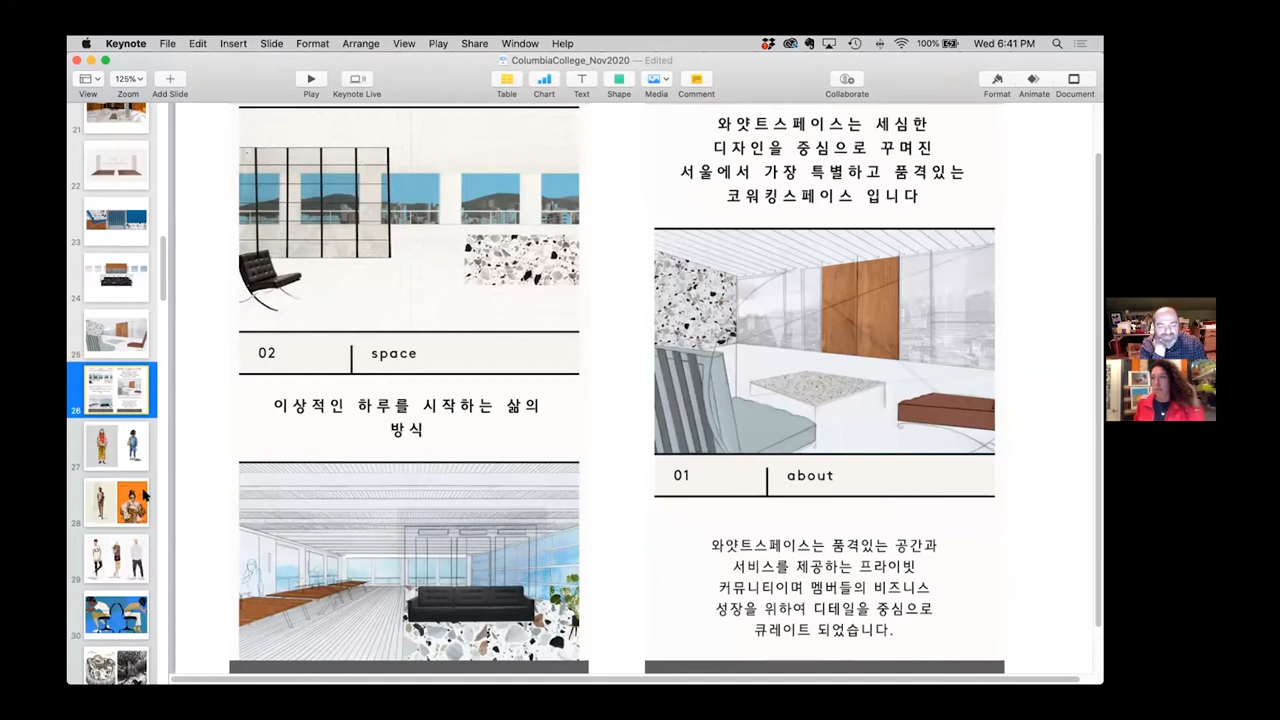 Keynote File Edit Insert Slide Format Arrange View Play Share Window Help 100% Wed 6:41 PM
ColumbiaCollege_Nov2020 — Edited
125%
View Zoom Add Slide Play Keynote Live Table Chart Text Shape Media Comment Collaborate Format Animate Document
21
22
23
24
25
26
27
28
29
30
02 space
이상적인 하루를 시작하는 삶의
방식
와얏트스페이스는 세심한
디자인을 중심으로 꾸며진
서울에서 가장 특별하고 품격있는
코워킹스페이스 입니다
01 about
와얏트스페이스는 품격있는 공간과
서비스를 제공하는 프라이빗
커뮤니티이며 멤버들의 비즈니스
성장을 위하여 디테일을 중심으로
큐레이트 되었습니다.